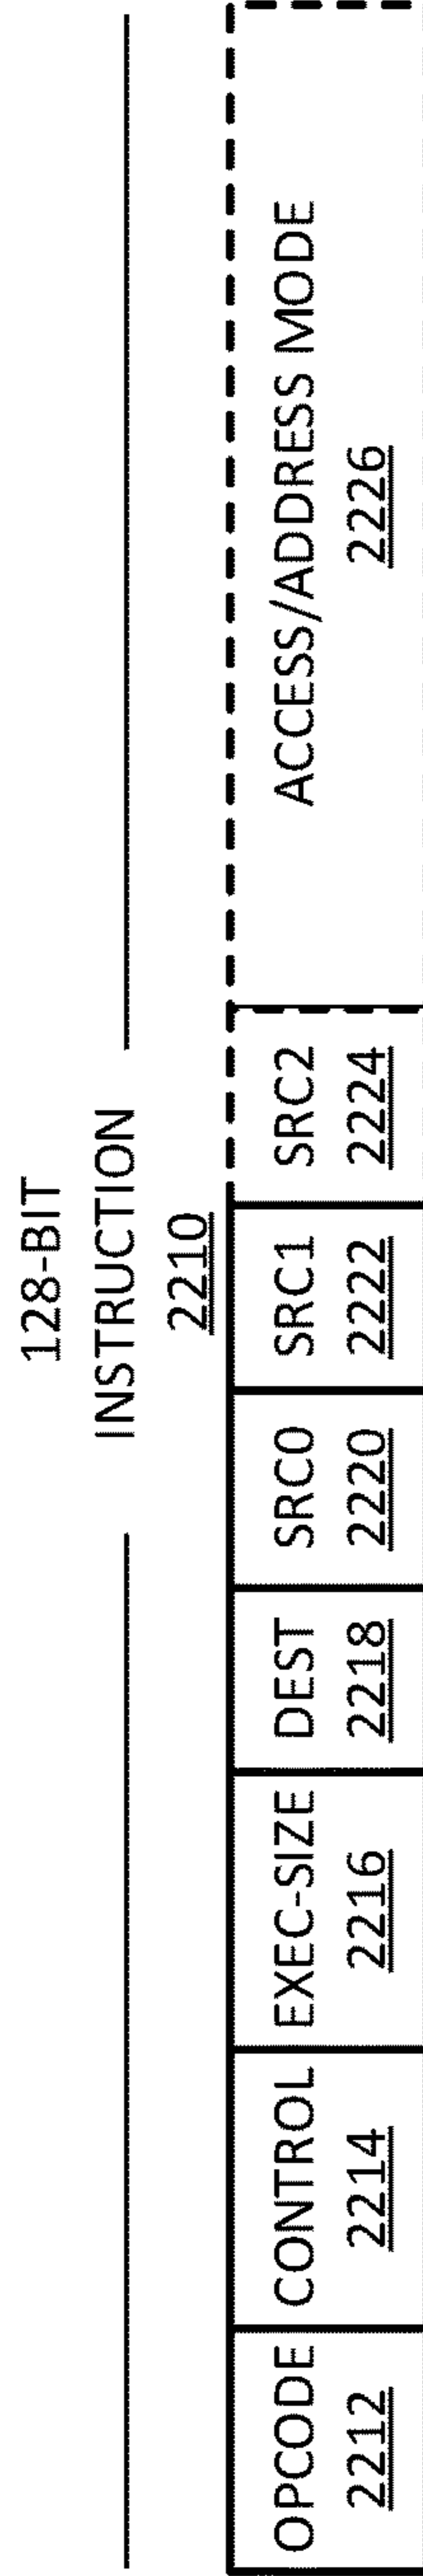 128-BIT
INSTRUCTION
2210
OPCODE
2212
CONTROL
2214
EXEC-SIZE
2216
DEST
2218
SRC0
2220
SRC1
2222
SRC2
2224
ACCESS/ADDRESS MODE
2226